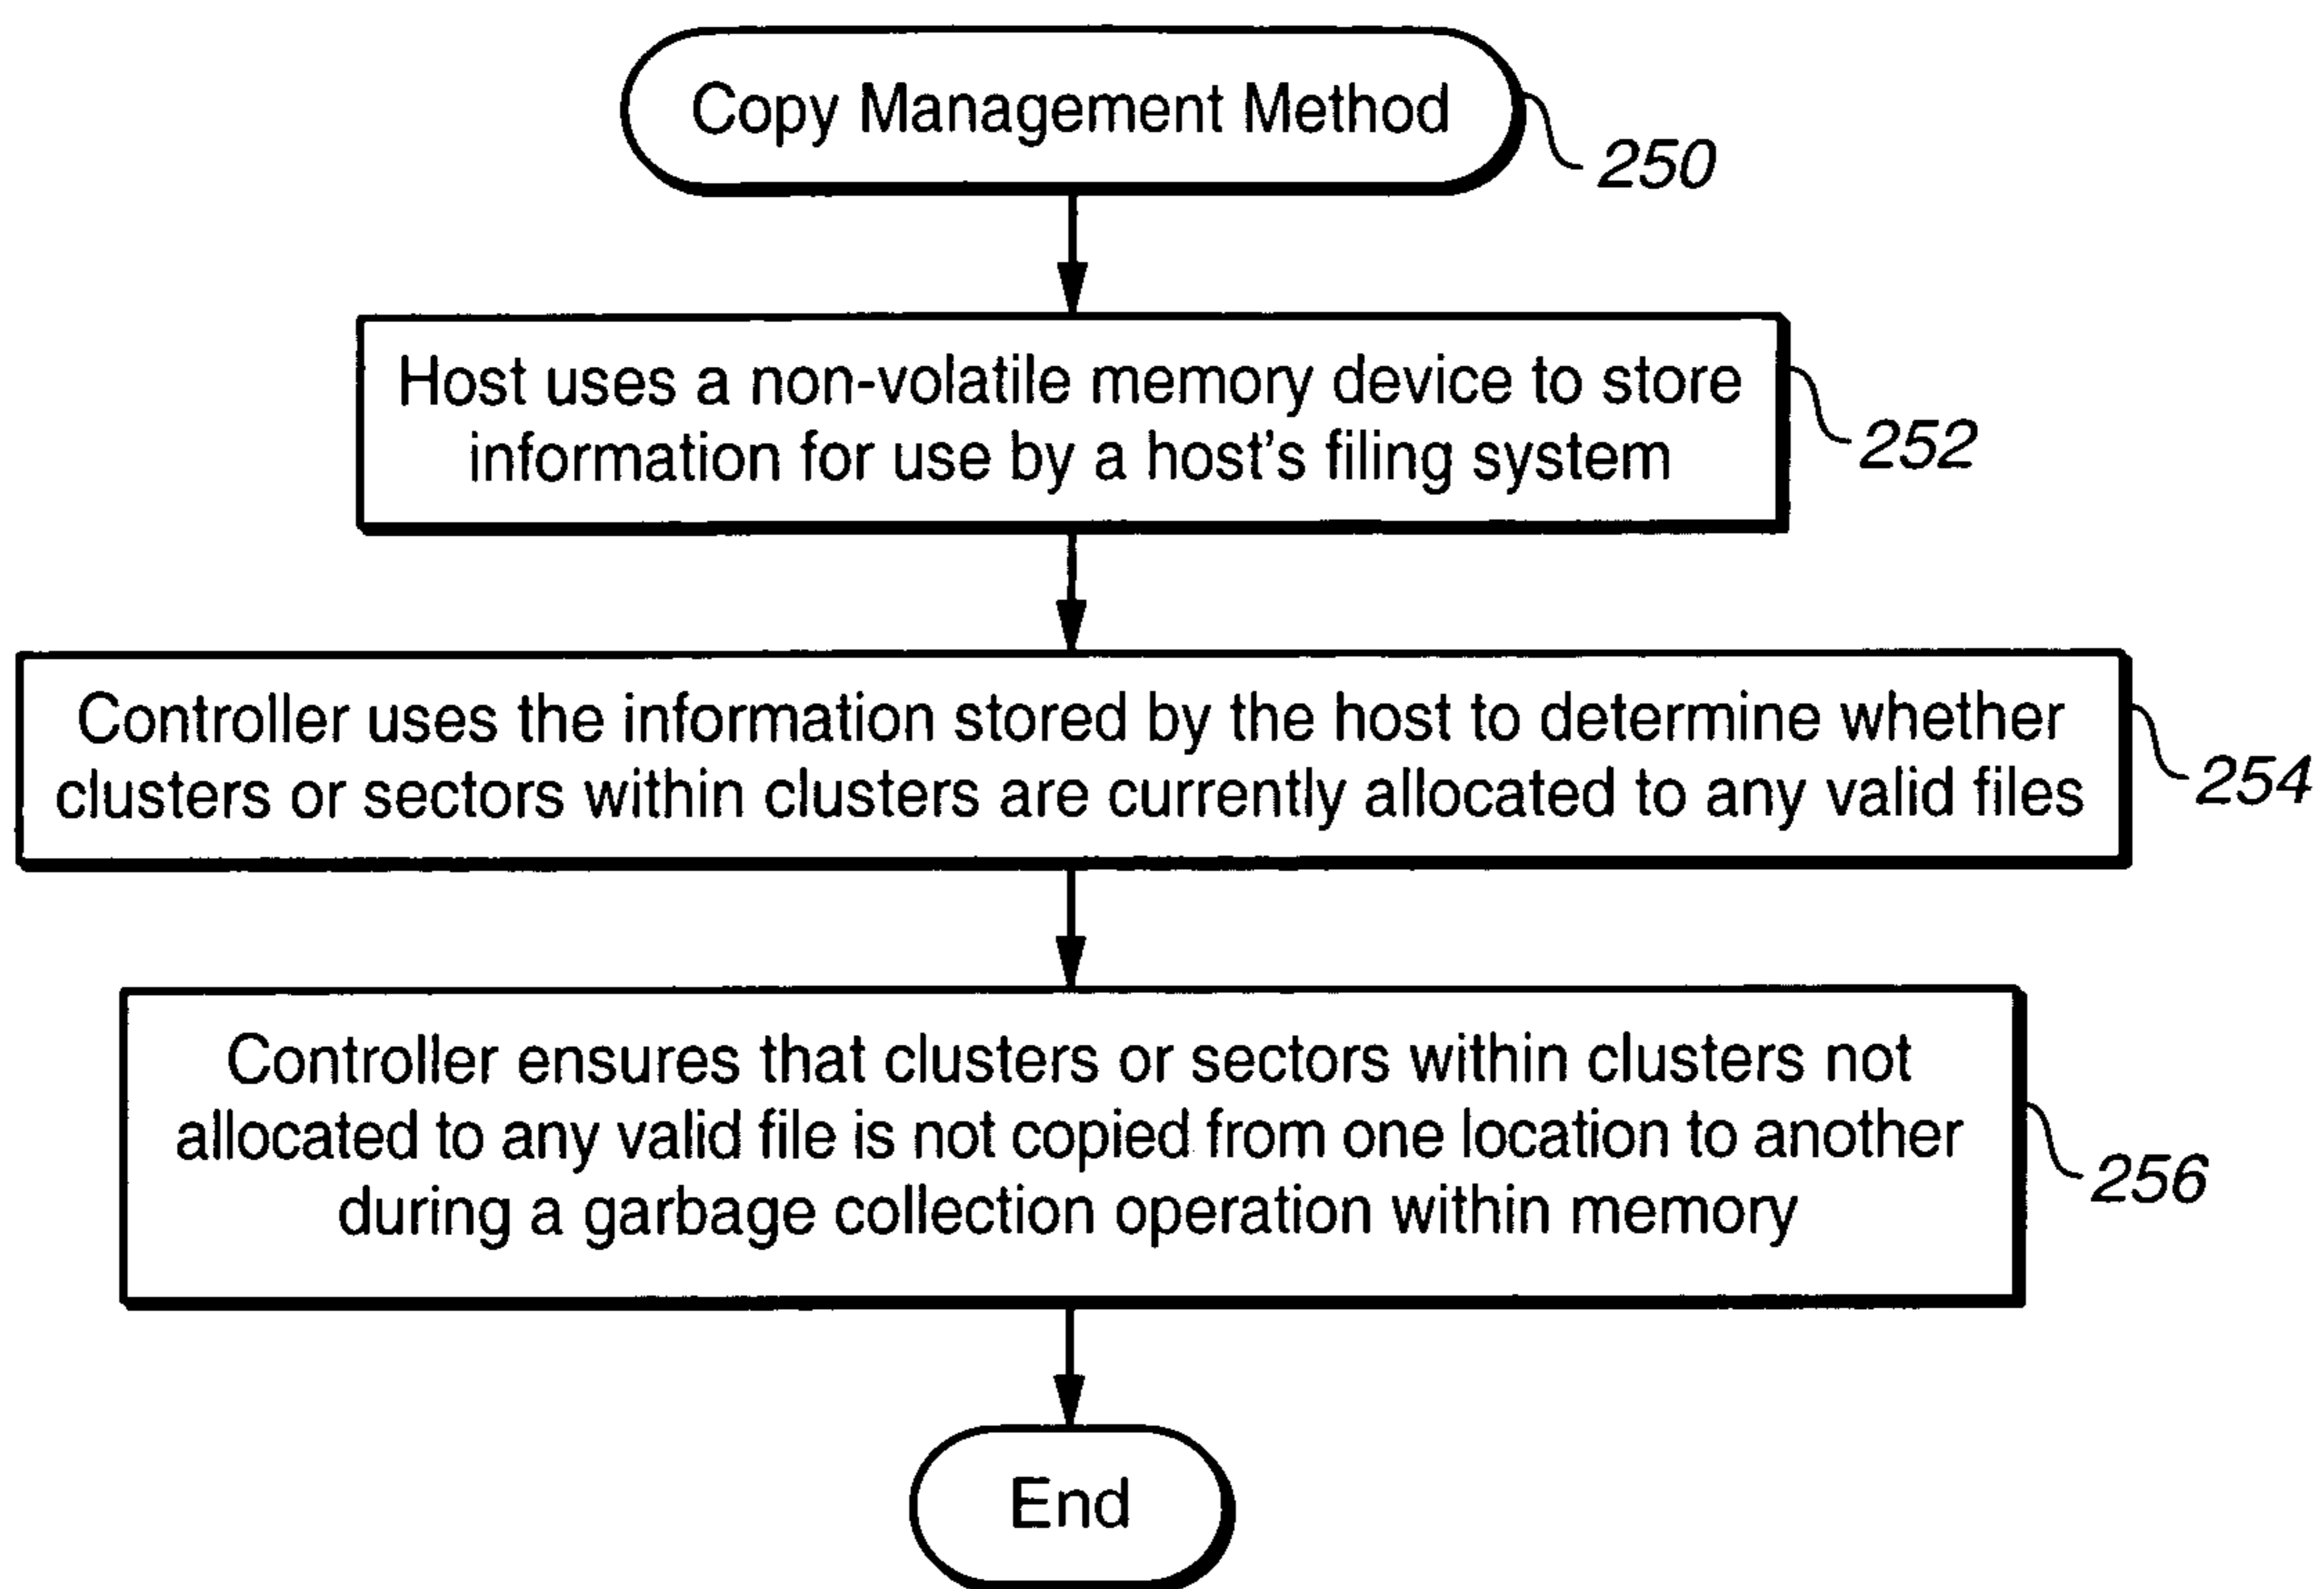 Copy Management Method
250
Host uses a non-volatile memory device to store
information for use by a host's filing system
252
Controller uses the information stored by the host to determine whether
clusters or sectors within clusters are currently allocated to any valid files
254
Controller ensures that clusters or sectors within clusters not
allocated to any valid file is not copied from one location to another
during a garbage collection operation within memory
256
End